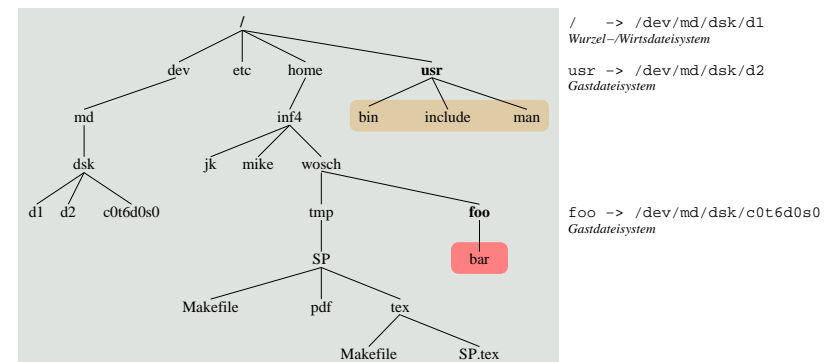 /
/ -> /dev/md/dsk/d1
Wurzel-/Wirtsdateisystem
dev etc home usr
usr -> /dev/md/dsk/d2
Gastdateisystem
md inf4 bin include man
dsk jk mike wosch
d1 d2 c0t6d0s0 tmp foo
foo -> /dev/md/dsk/c0t6d0s0
Gastdateisystem
SP bar
Makefile pdf tex
Makefile SP.tex